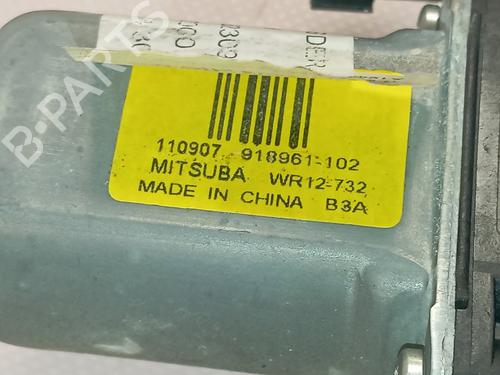 B-PARTS
110907 918961-102
MITSUBA WR12-732
MADE IN CHINA B3A